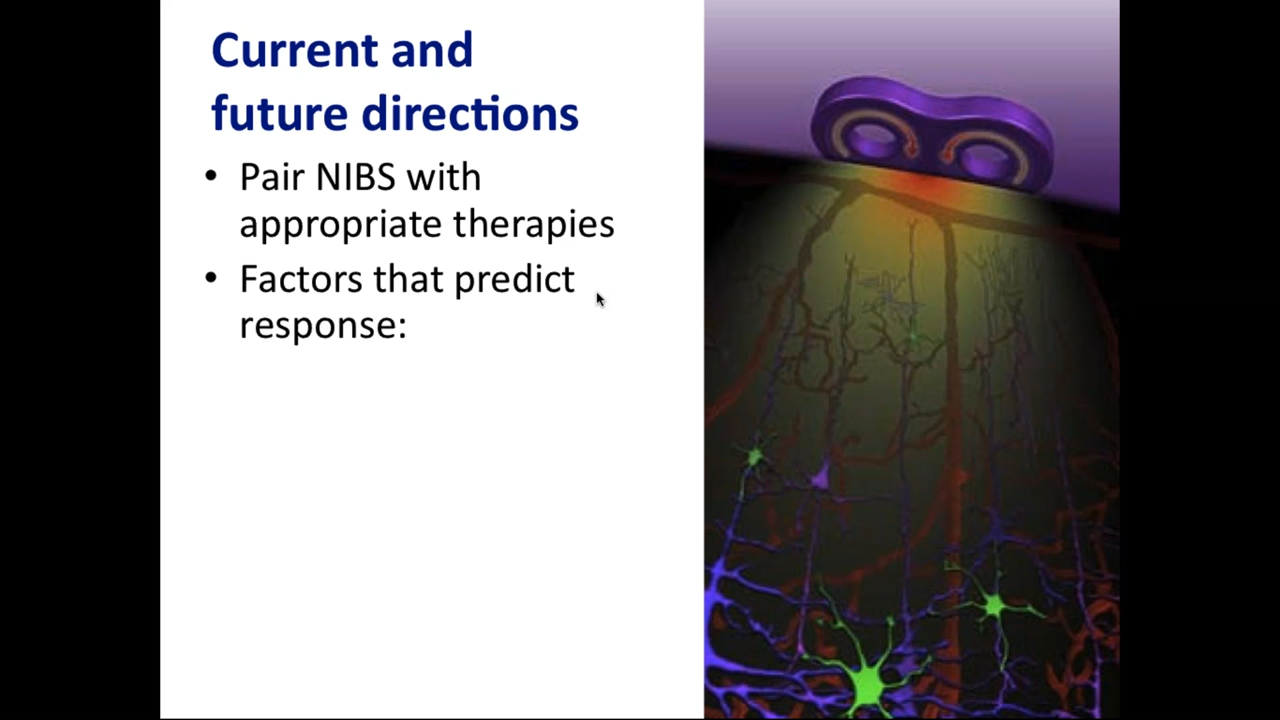 Current and
future directions
• Pair NIBS with
appropriate therapies
• Factors that predict
response: